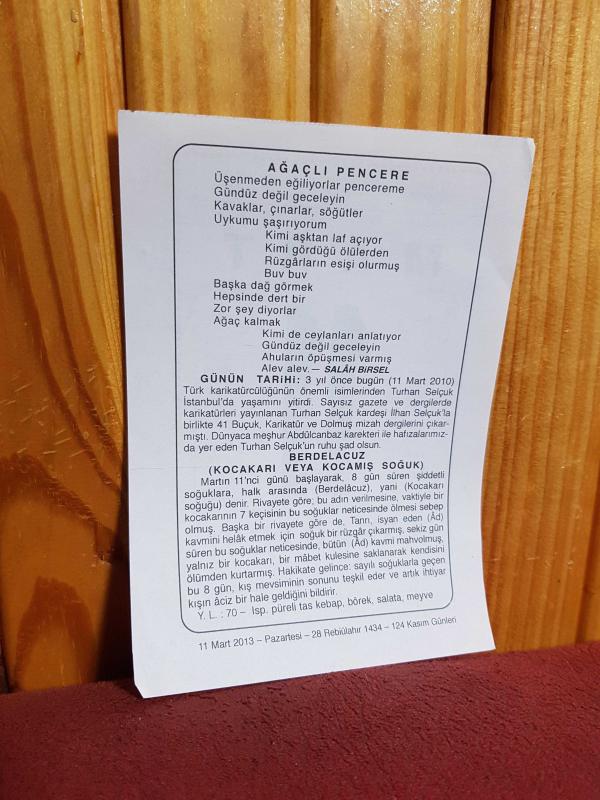 AĞAÇLI PENCERE
Üşenmeden eğiliyorlar pencereme
Gündüz değil geceleyin
Kavaklar, çınarlar, söğütler
Uykumu şaşırıyorum
Kimi aşktan laf açıyor
Kimi gördüğü ölülerden
Rüzgârların esişi olurmuş
Buv buv
Başka dağ görmek
Hepsinde dert bir
Zor şey diyorlar
Ağaç kalmak
Kimi de ceylanları anlatıyor
Gündüz değil geceleyin
Ahuların öpüşmesi varmış
Alev alev.— SALÂH BİRSEL
GÜNÜN TARİHİ: 3 yıl önce bugün (11 Mart 2010)
Türk karikatürcülüğünün önemli isimlerinden Turhan Selçuk
İstanbul'da yaşamını yitirdi. Sayısız gazete ve dergilerde
karikatürleri yayınlanan Turhan Selçuk kardeşi İlhan Selçuk'la
birlikte 41 Buçuk, Karikatür ve Dolmuş mizah dergilerini çıkar-
mıştı. Dünyaca meşhur Abdülcanbaz karekteri ile hafızalarımız-
da yer eden Turhan Selçuk'un ruhu şad olsun.
BERDELACUZ
(KOCAKARI VEYA KOCAMIŞ SOĞUK)
Martın 11'nci günü başlayarak, 8 gün süren şiddetli
soğuklara, halk arasında (Berdelâcuz), yani (Kocakarı
soğuğu) denir. Rivayete göre; bu adın verilmesine, vaktiyle bir
kocakarının 7 keçisinin bu soğuklar neticesinde ölmesi sebep
olmuş. Başka bir rivayete göre de, Tanrı, isyan eden (Âd)
kavmini helâk etmek için soğuk bir rüzgâr çıkarmış, sekiz gün
süren bu soğuklar neticesinde, bütün (Âd) kavmi mahvolmuş,
yalnız bir kocakarı, bir mâbet kulesine saklanarak kendisini
ölümden kurtarmış. Hakikate gelince: sayılı soğuklarla geçen
bu 8 gün, kış mevsiminin sonunu teşkil eder ve artık ihtiyar
kışın âciz bir hale geldiğini bildirir.
Y. L. : 70 – Isp. püreli tas kebap, börek, salata, meyve
11 Mart 2013 – Pazartesi – 28 Rebiülahır 1434 – 124 Kasım Günleri